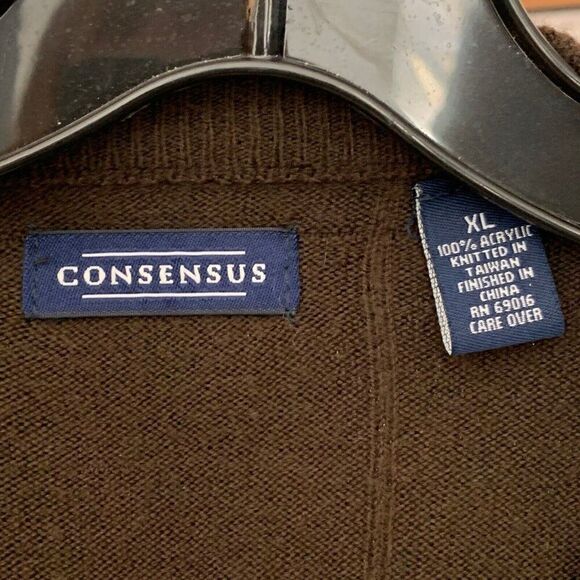 CONSENSUS
XL
100% ACRYLIC
KNITTED IN
TAIWAN
FINISHED IN
CHINA
RN 69016
CARE OVER